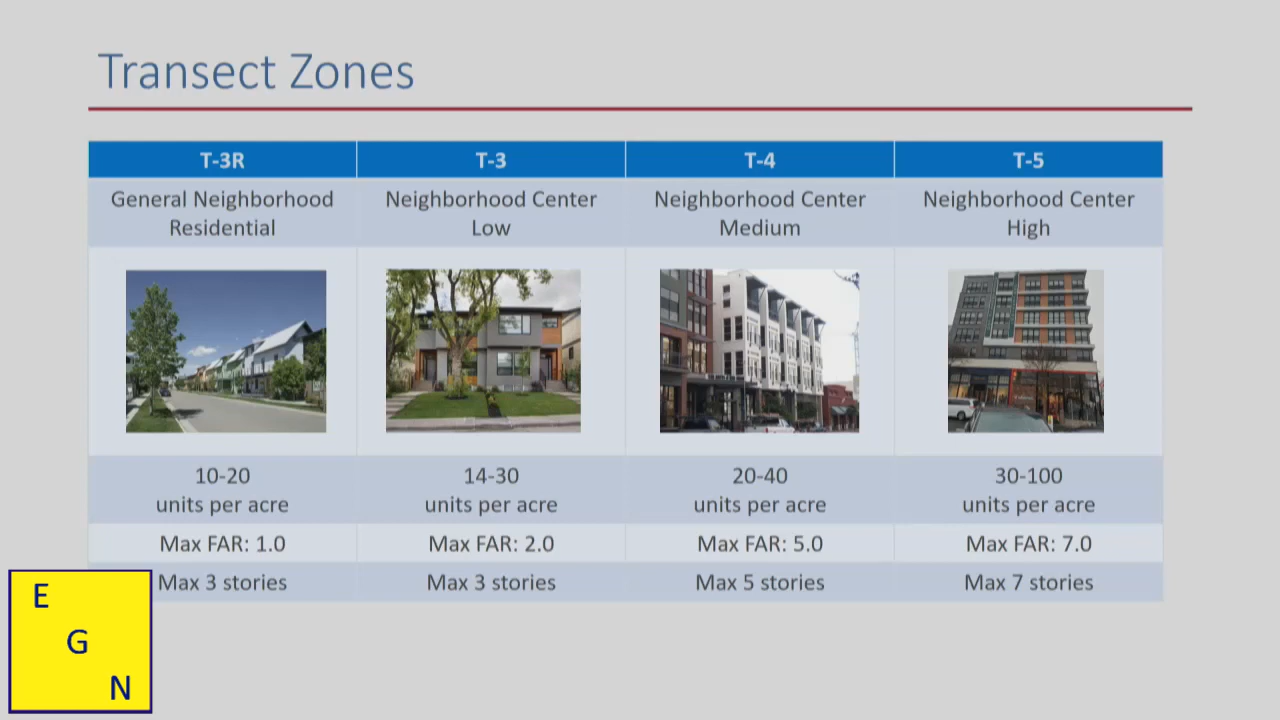 Transect Zones
T-3R
T-3
T-4
T-5
General Neighborhood
Residential
Neighborhood Center
Low
Neighborhood Center
Medium
Neighborhood Center
High
10-20
units per acre
14-30
units per acre
20-40
units per acre
30-100
units per acre
Max FAR: 1.0
Max FAR: 2.0
Max FAR: 5.0
Max FAR: 7.0
Max 3 stories
Max 3 stories
Max 5 stories
Max 7 stories
E
G
N